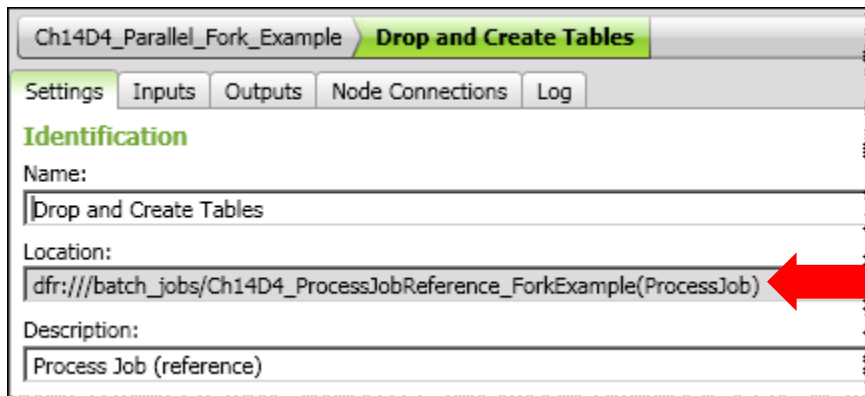 Ch14D4_Parallel_Fork_Example Drop and Create Tables
Settings Inputs Outputs Node Connections Log
Identification
Name:
Drop and Create Tables
Location:
dfr:///batch_jobs/Ch14D4_ProcessJobReference_ForkExample(ProcessJob)
Description:
Process Job (reference)